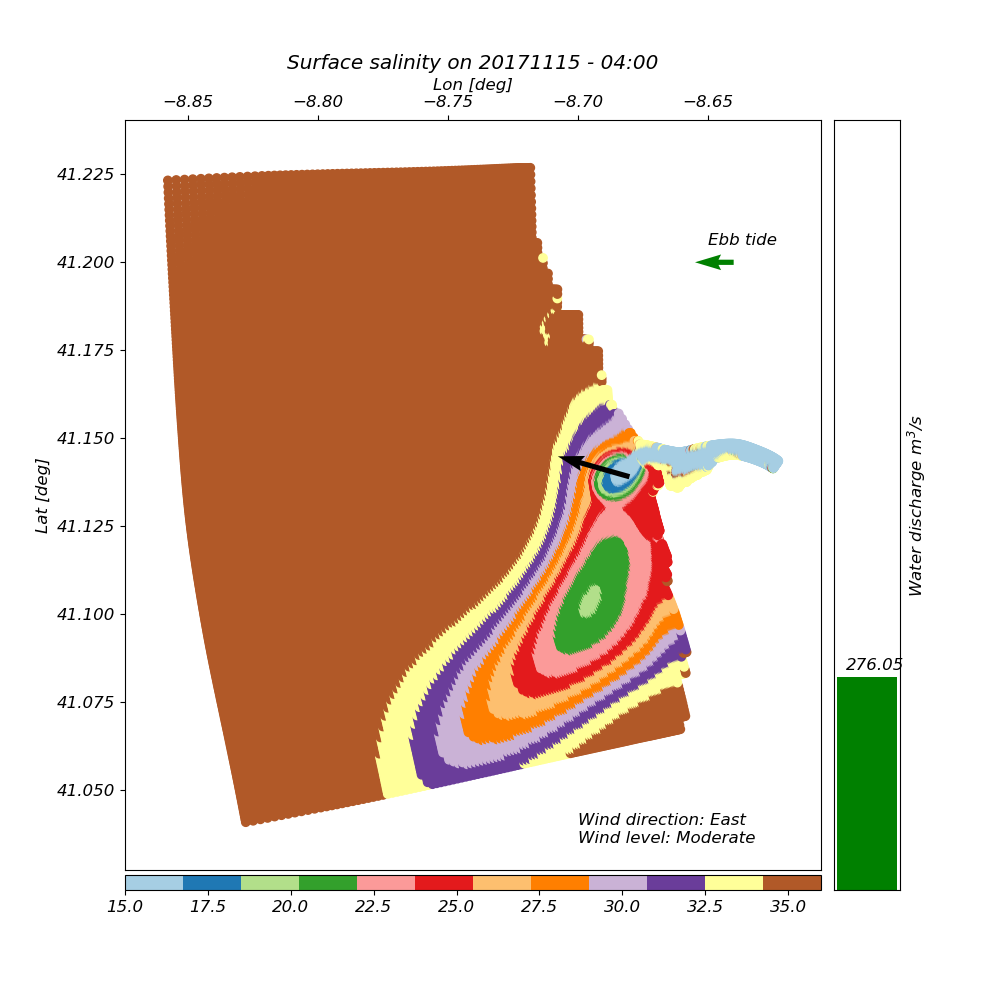 Surface salinity on 20171115 - 04:00
Lon [deg]
−8.85 −8.80 −8.75 −8.70 −8.65
41.225
41.200
41.175
41.150
41.125
41.100
41.075
41.050
Lat [deg]
Ebb tide
Wind direction: East
Wind level: Moderate
15.0 17.5 20.0 22.5 25.0 27.5 30.0 32.5 35.0
276.05
Water discharge m³/s